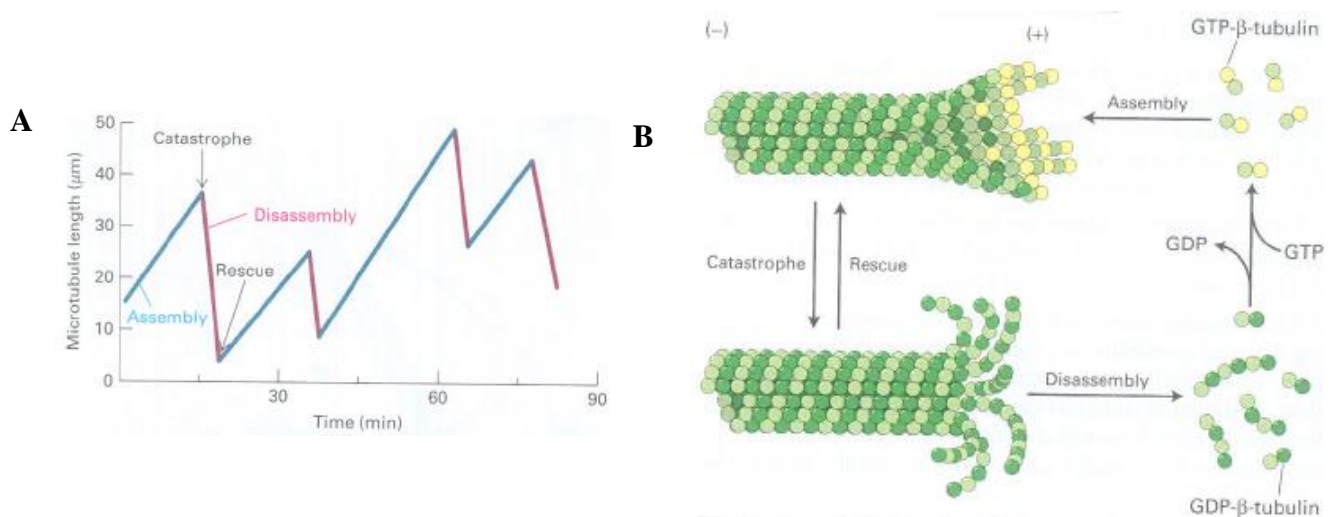 A
50
40
30
20
10
0
Microtubule length (μm)
Catastrophe
Disassembly
Rescue
Assembly
30
60
90
Time (min)
B
(–)
(+)
GTP-β-tubulin
Assembly
Catastrophe
Rescue
GDP
GTP
Disassembly
GDP-β-tubulin